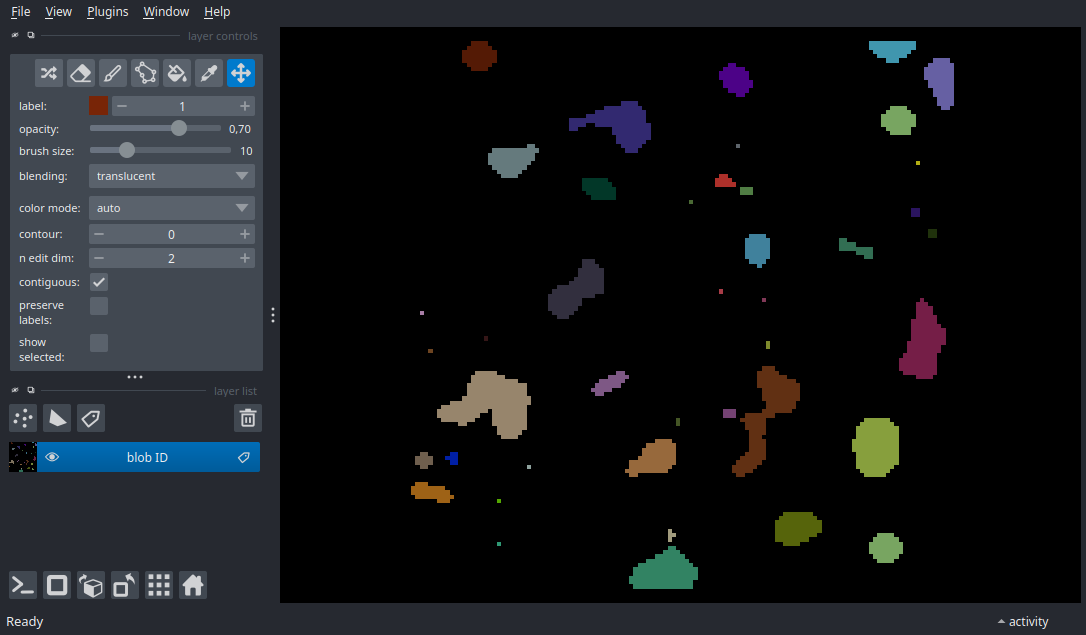 File View Plugins Window Help
layer controls
label: 1
opacity: 0,70
brush size: 10
blending: translucent
color mode: auto
contour: 0
n edit dim: 2
contiguous:
preserve
labels:
show
selected:
layer list
blob ID
Ready
activity